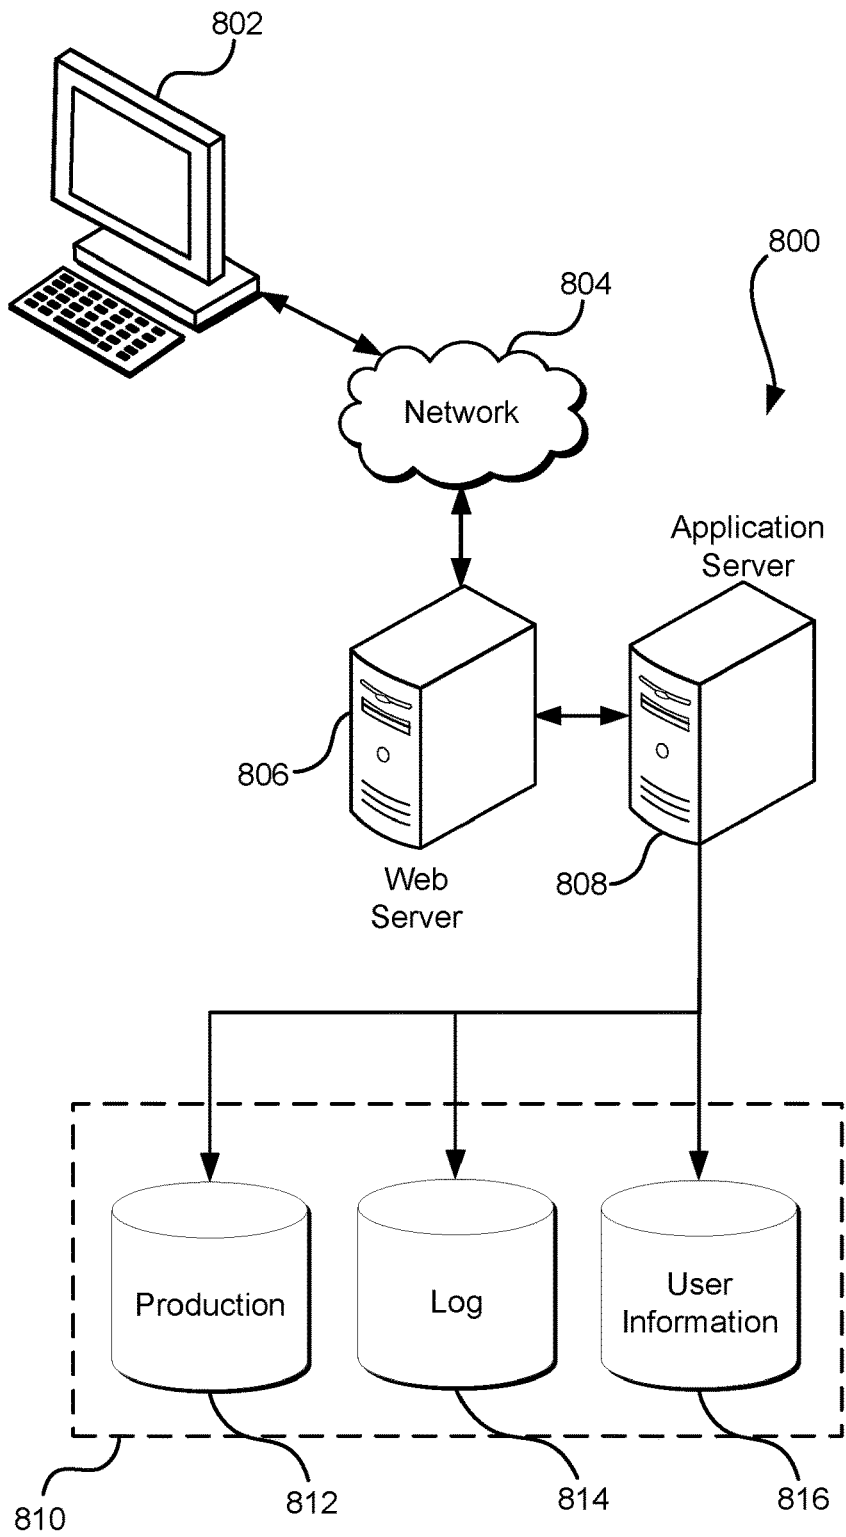 802
800
804
Network
Application
Server
806
808
Web
Server
Production
Log
User
Information
810
812
814
816